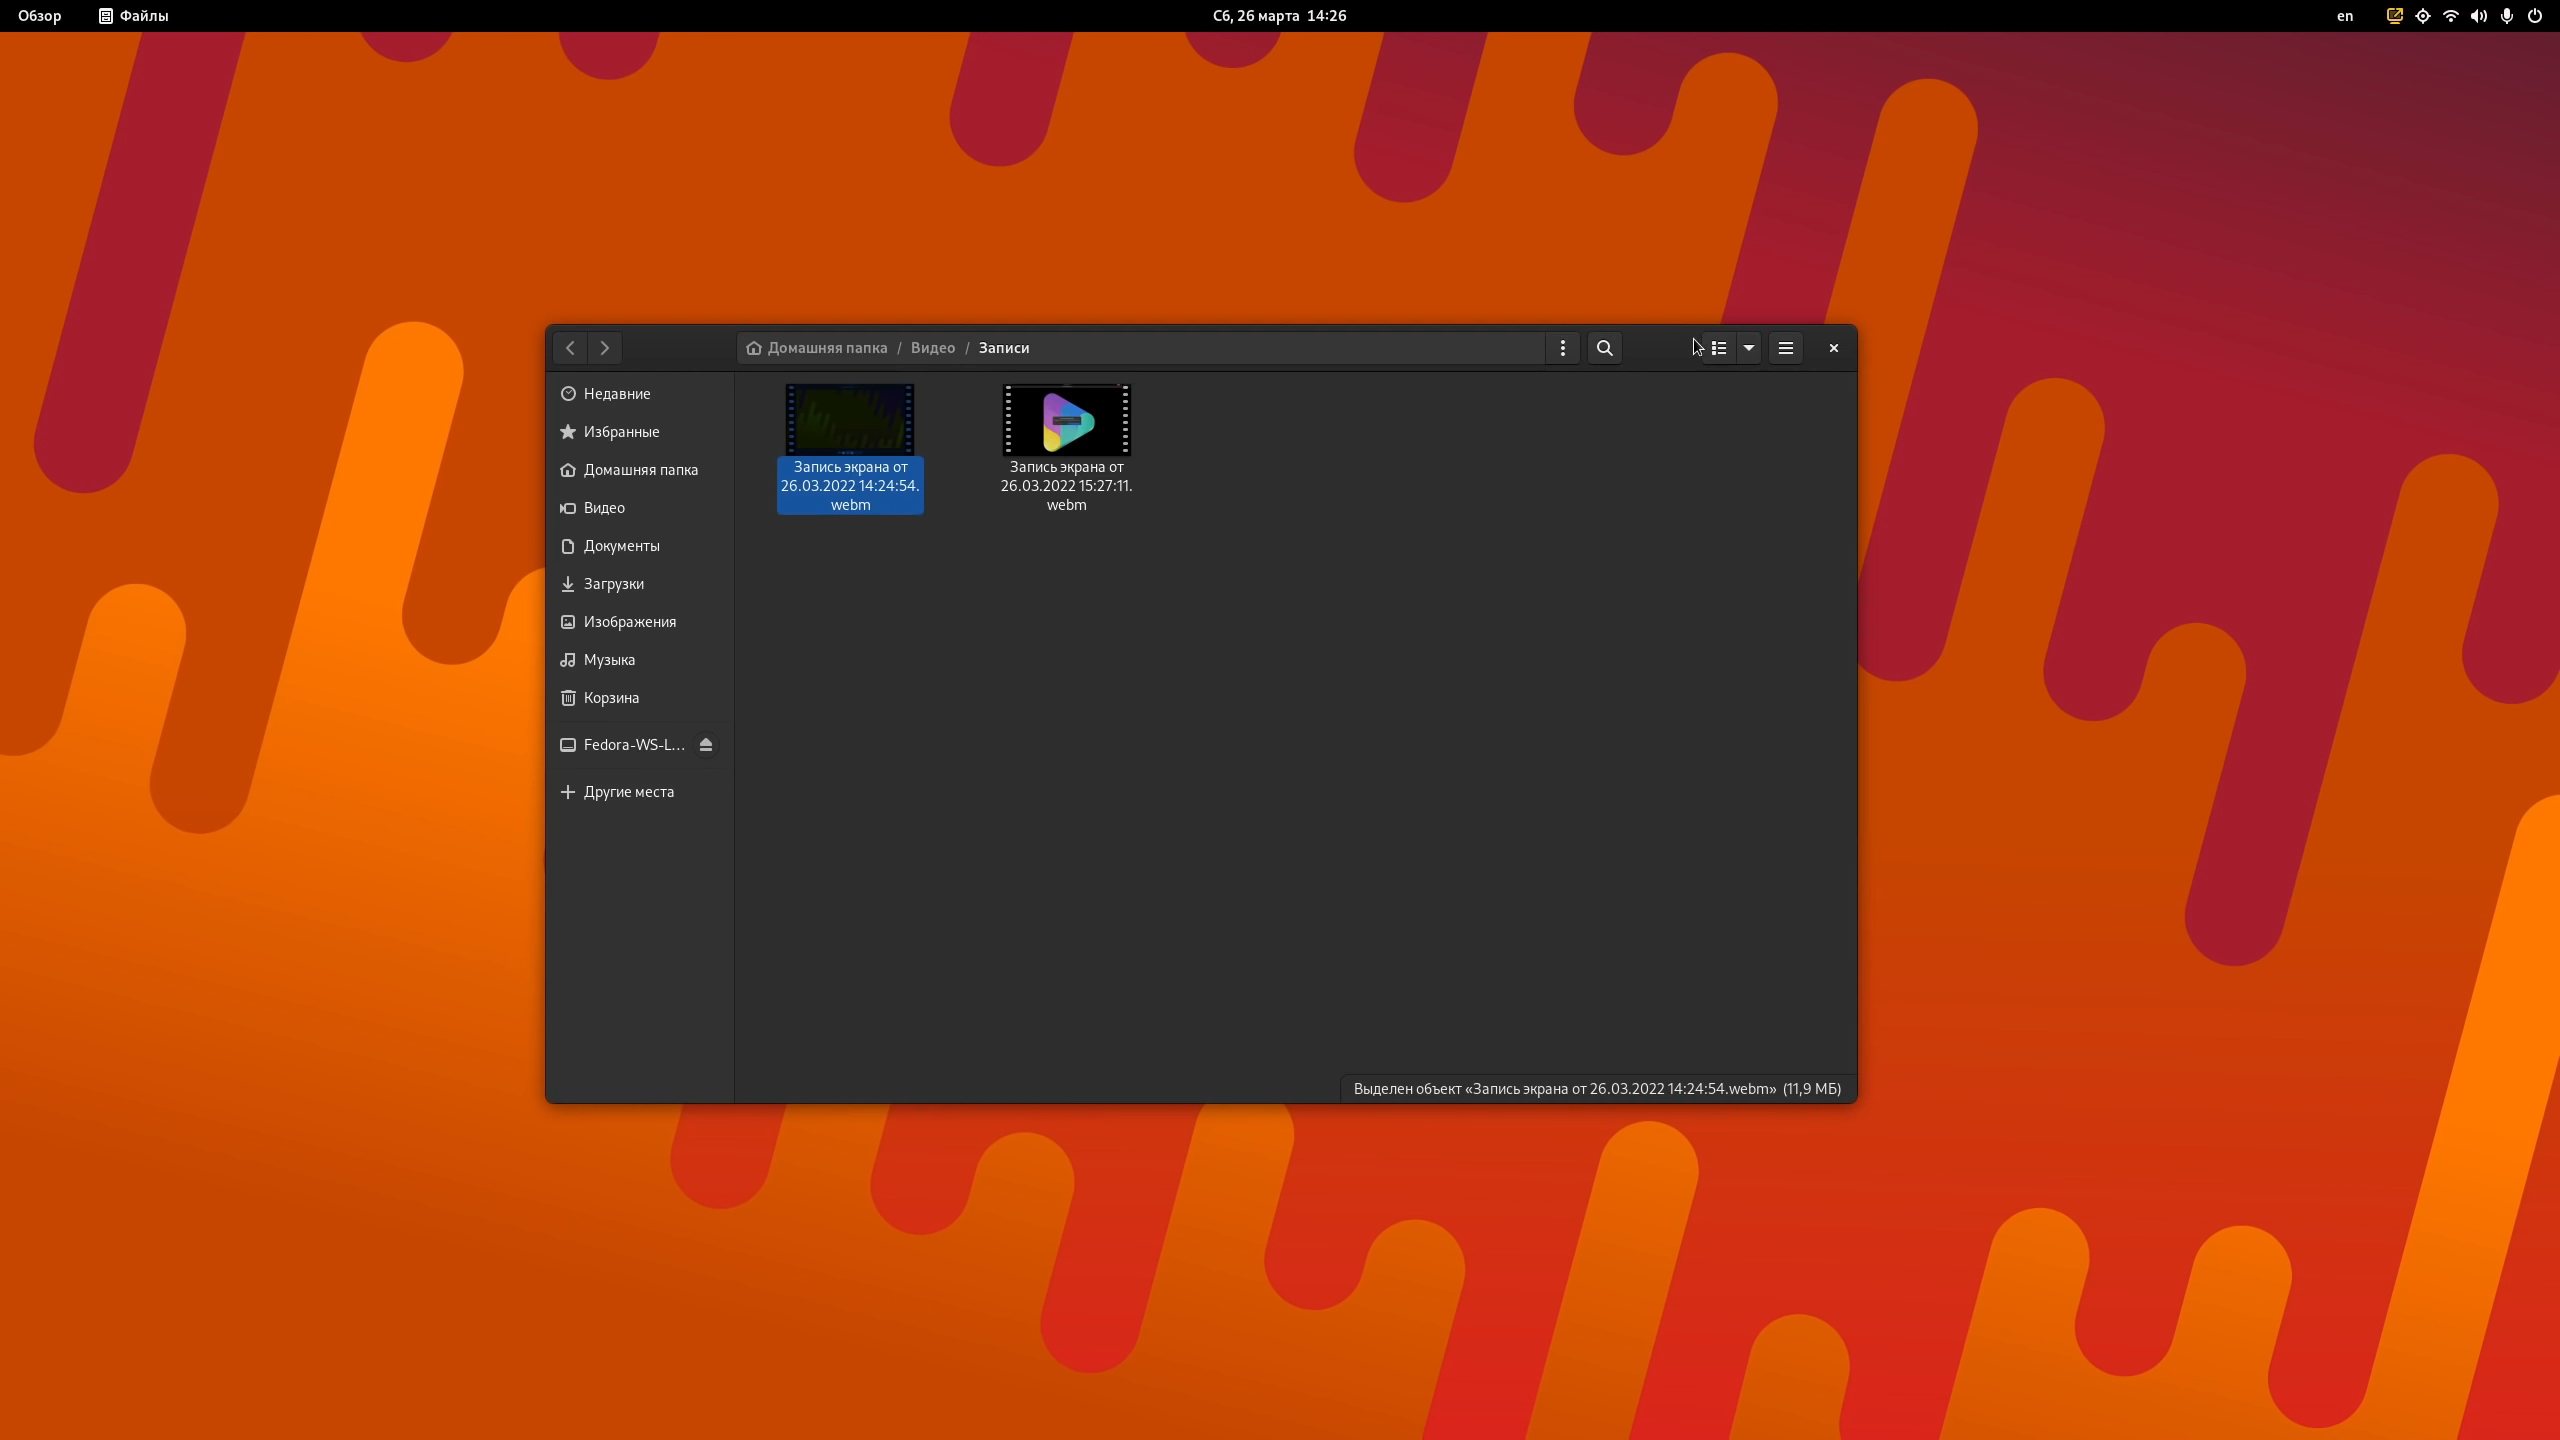 Обзор Файлы Сб, 26 марта 14:26 en
Домашняя папка / Видео / Записи
Недавние
Избранные
Домашняя папка
Видео
Документы
Загрузки
Изображения
Музыка
Корзина
Fedora-WS-L...
Другие места
Запись экрана от
26.03.2022 14:24:54.
webm
Запись экрана от
26.03.2022 15:27:11.
webm
Выделен объект «Запись экрана от 26.03.2022 14:24:54.webm» (11,9 МБ)